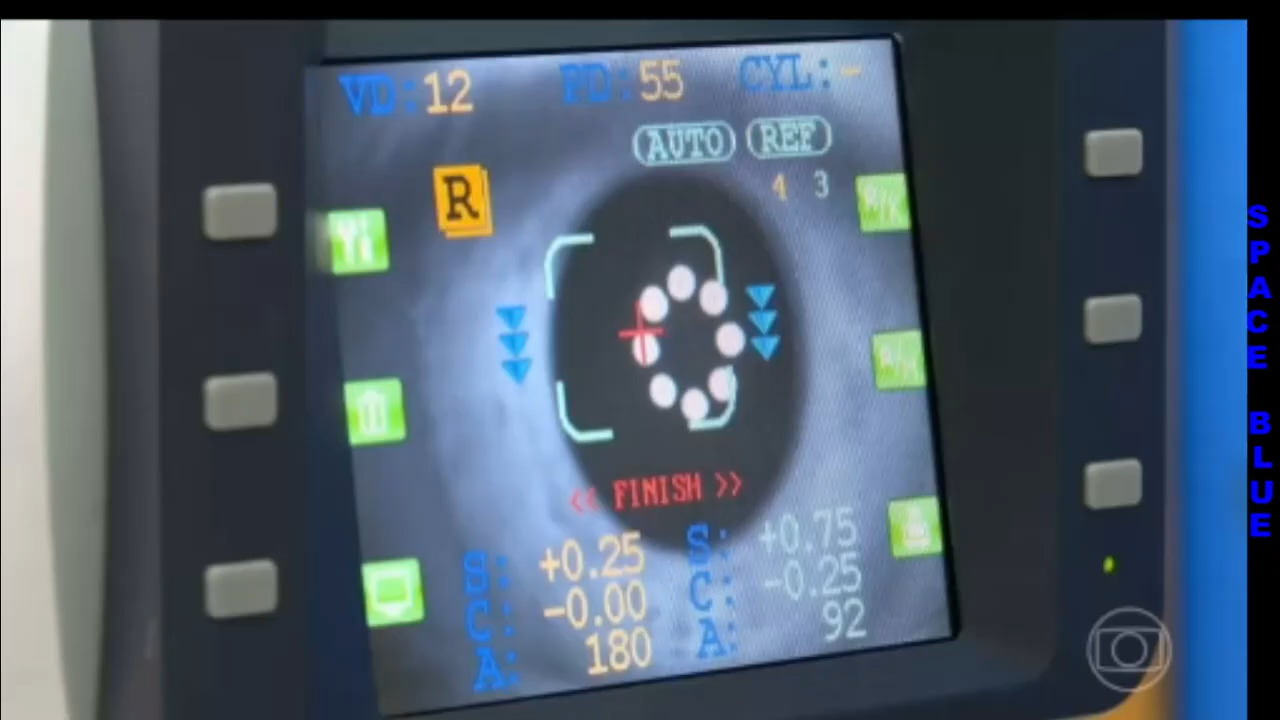 VD:12 PD:55 CYL:-
AUTO REF
4 3
R
<< FINISH >>
S: +0.25 S: +0.75
C: -0.00 C: -0.25
A: 180 A: 92
SPACE BLUE